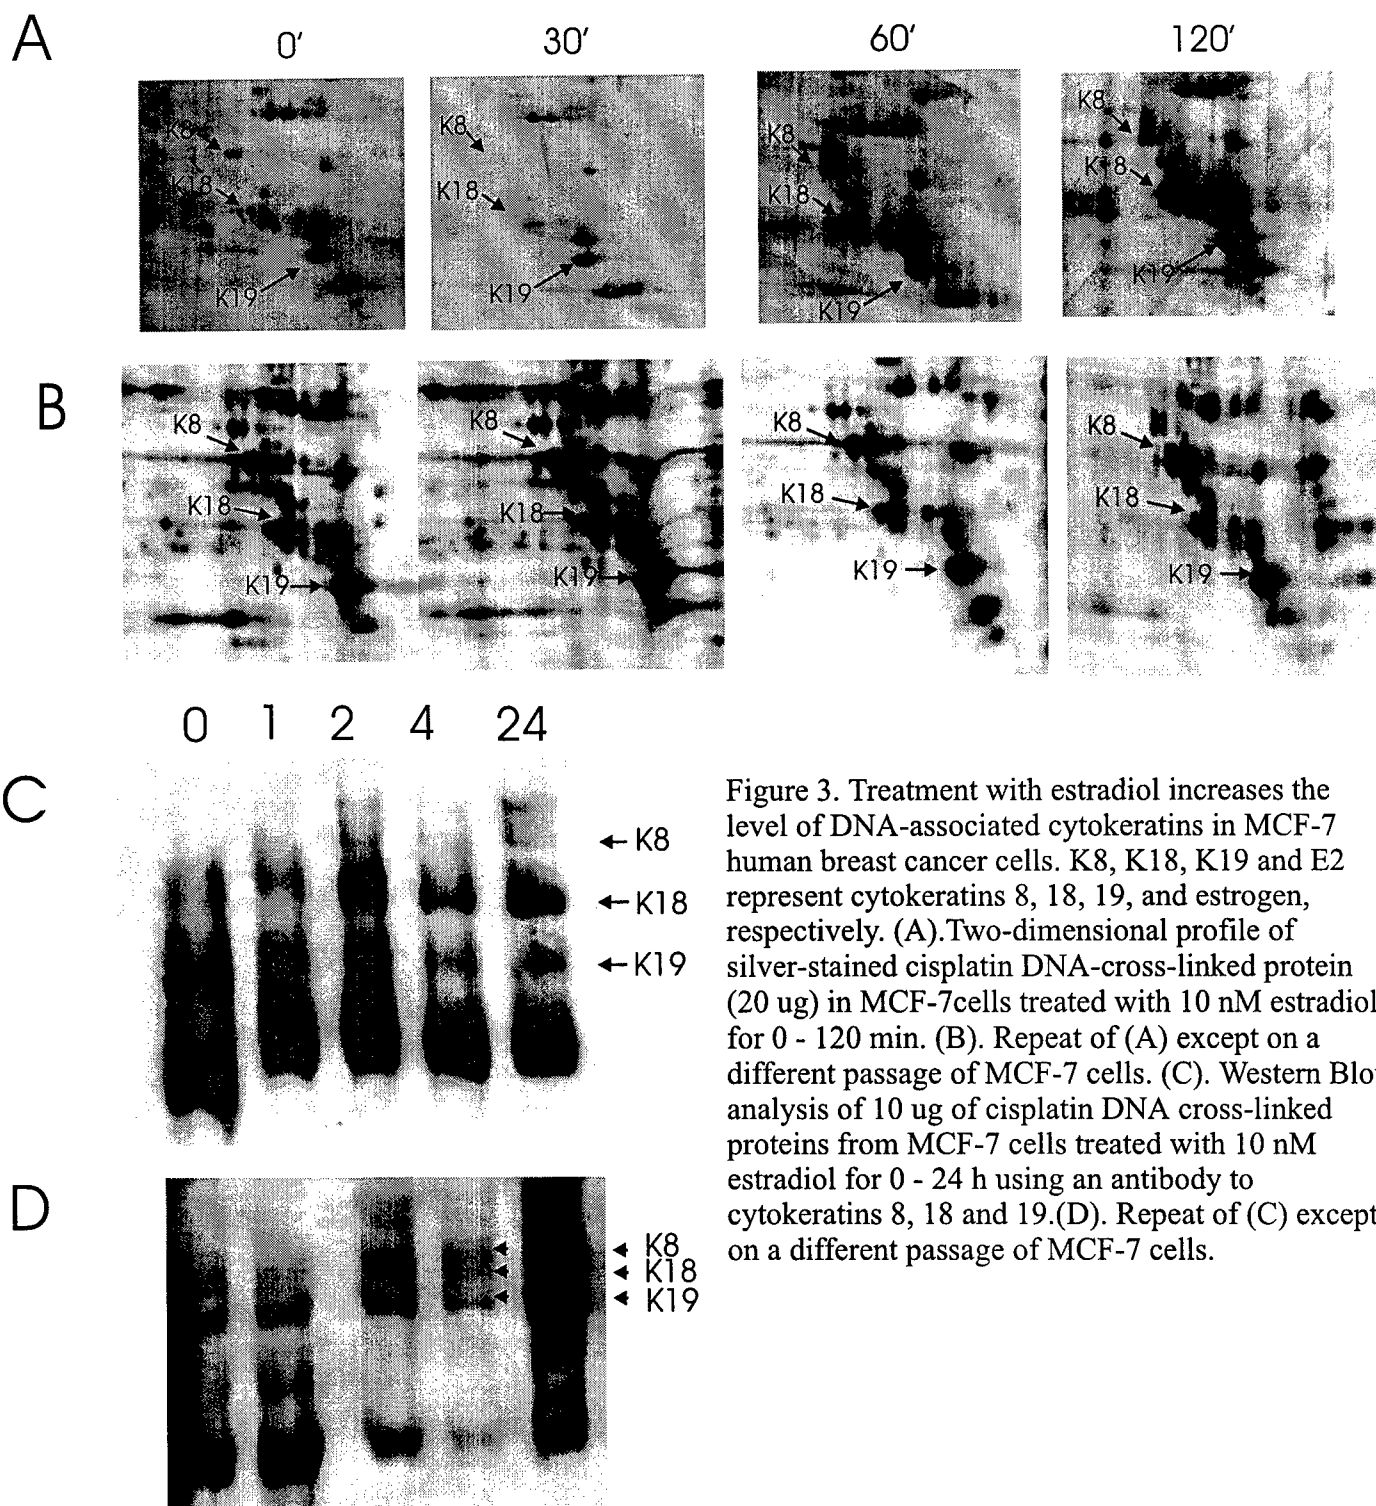 A
0' 30' 60' 120'
K8 K8 K8 K8
K18 K18 K18 K18
K19 K19 K19 K19
B
K8 K8 K8 K8
K18 K18 K18 K18
K19 K19 K19 K19
0 1 2 4 24
C
K8
K18
K19
D
K8
K18
K19
Figure 3. Treatment with estradiol increases the
level of DNA-associated cytokeratins in MCF-7
human breast cancer cells. K8, K18, K19 and E2
represent cytokeratins 8, 18, 19, and estrogen,
respectively. (A).Two-dimensional profile of
silver-stained cisplatin DNA-cross-linked protein
(20 ug) in MCF-7cells treated with 10 nM estradiol
for 0 - 120 min. (B). Repeat of (A) except on a
different passage of MCF-7 cells. (C). Western Blo
analysis of 10 ug of cisplatin DNA cross-linked
proteins from MCF-7 cells treated with 10 nM
estradiol for 0 - 24 h using an antibody to
cytokeratins 8, 18 and 19.(D). Repeat of (C) except
on a different passage of MCF-7 cells.